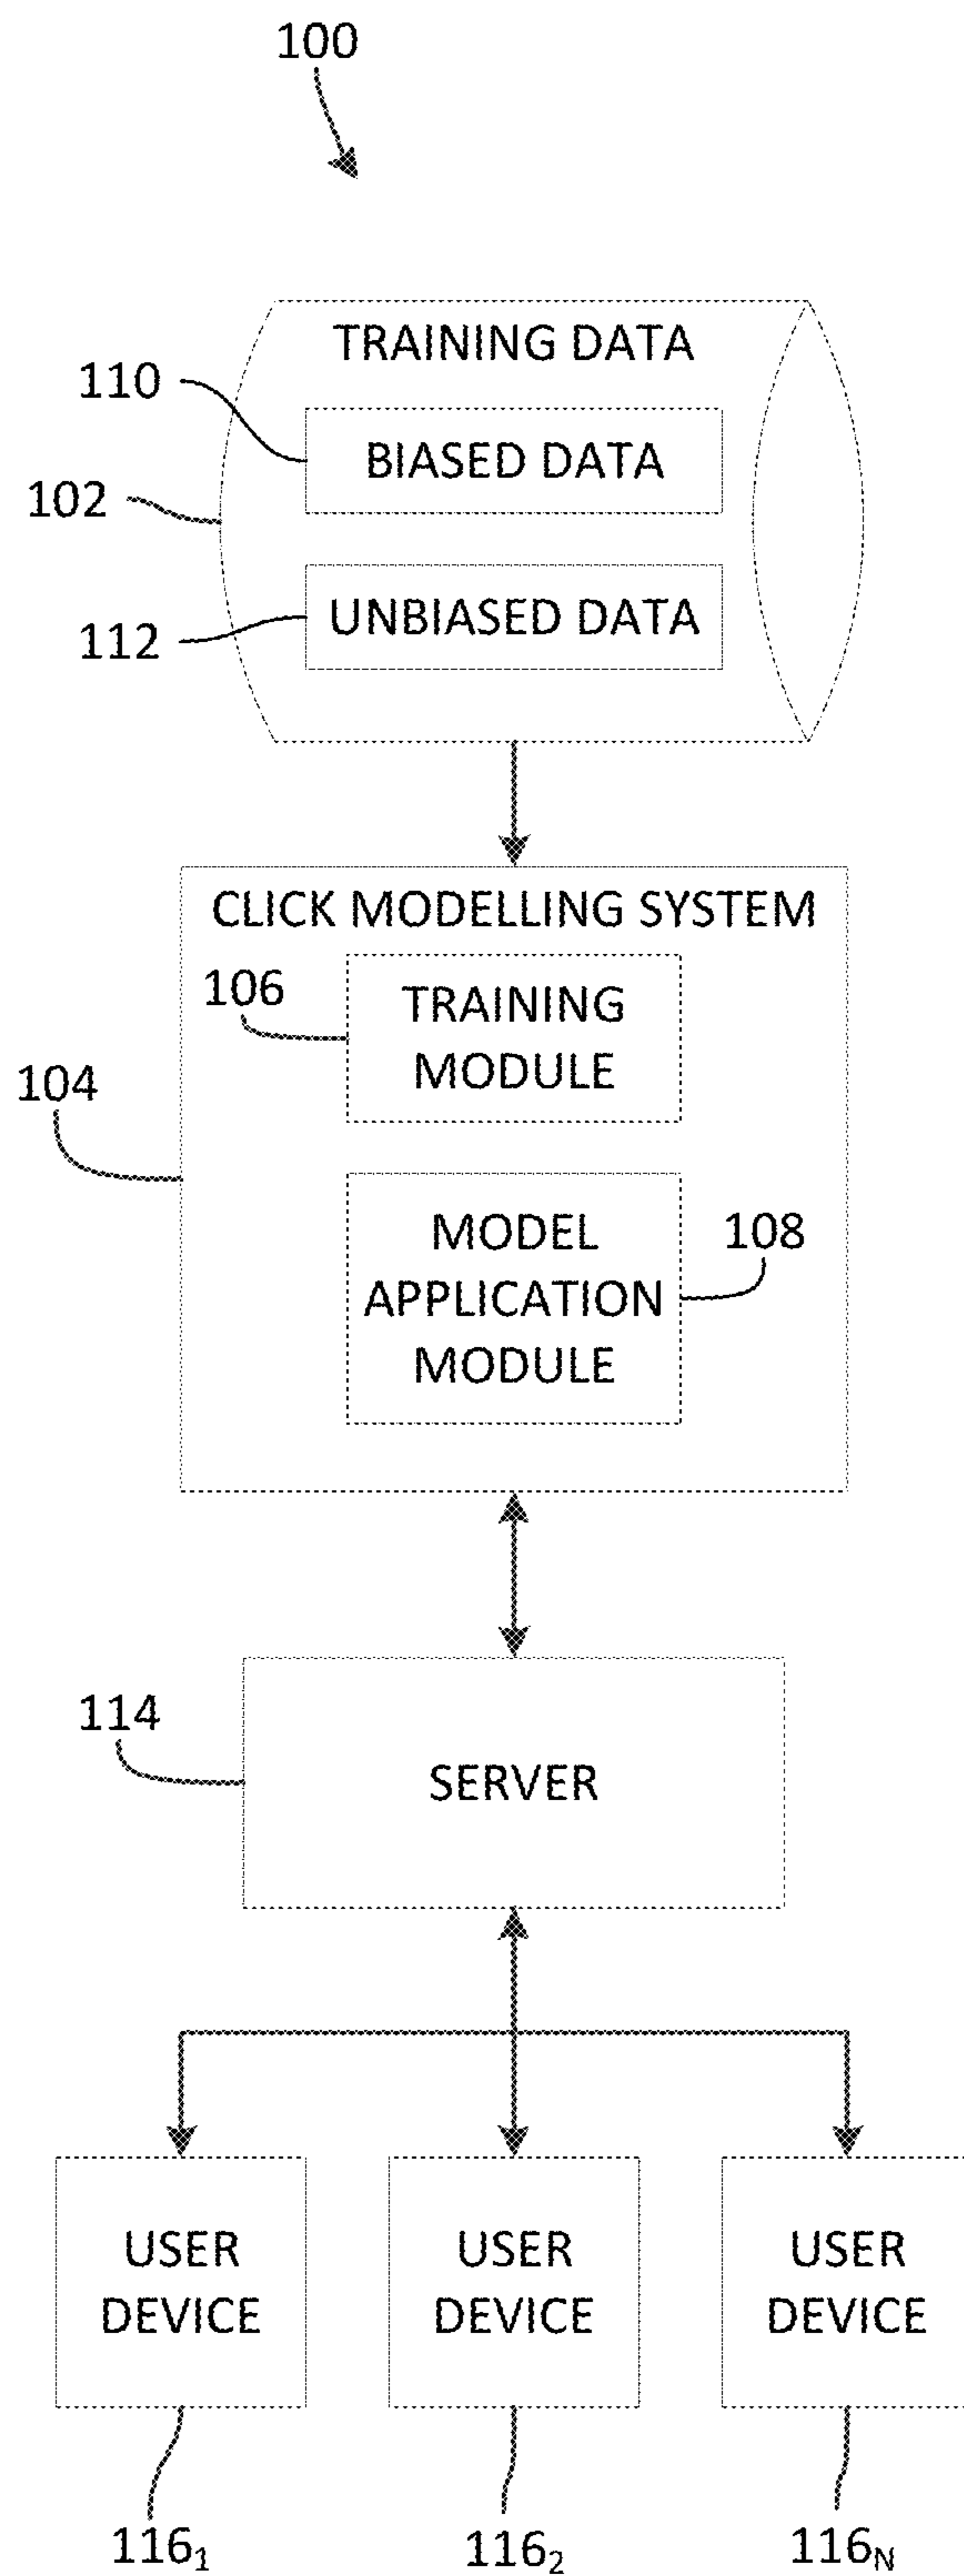 100
TRAINING DATA
110
BIASED DATA
102
UNBIASED DATA
112
CLICK MODELLING SYSTEM
106
TRAINING
MODULE
104
MODEL
APPLICATION
MODULE
108
114
SERVER
USER
DEVICE
USER
DEVICE
USER
DEVICE
116₁
116₂
116ₙ